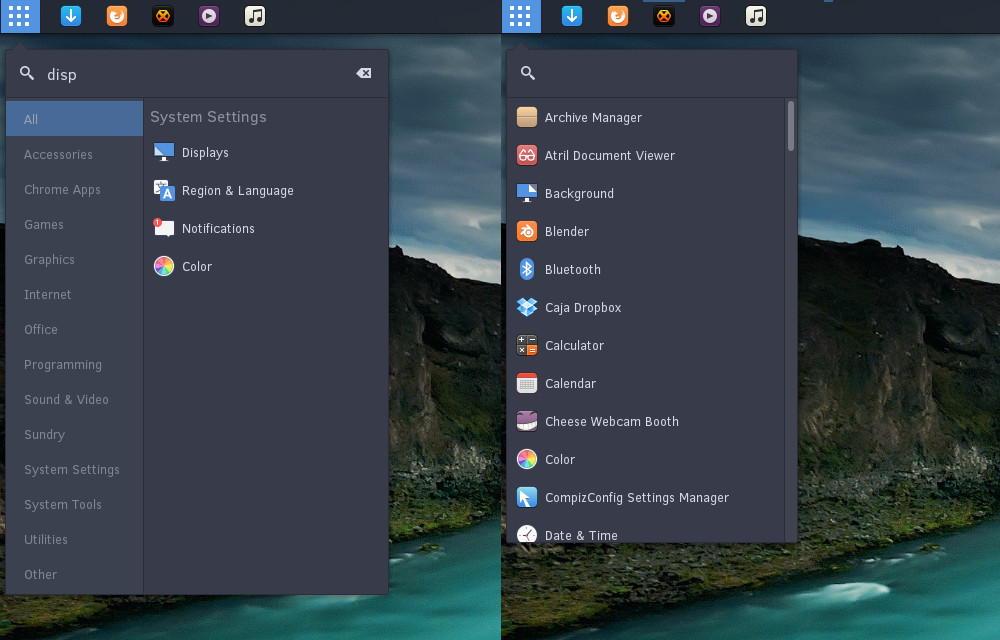 disp
All
Accessories
Chrome Apps
Games
Graphics
Internet
Office
Programming
Sound & Video
Sundry
System Settings
System Tools
Utilities
Other
System Settings
Displays
Region & Language
Notifications
Color
Archive Manager
Atril Document Viewer
Background
Blender
Bluetooth
Caja Dropbox
Calculator
Calendar
Cheese Webcam Booth
Color
CompizConfig Settings Manager
Date & Time